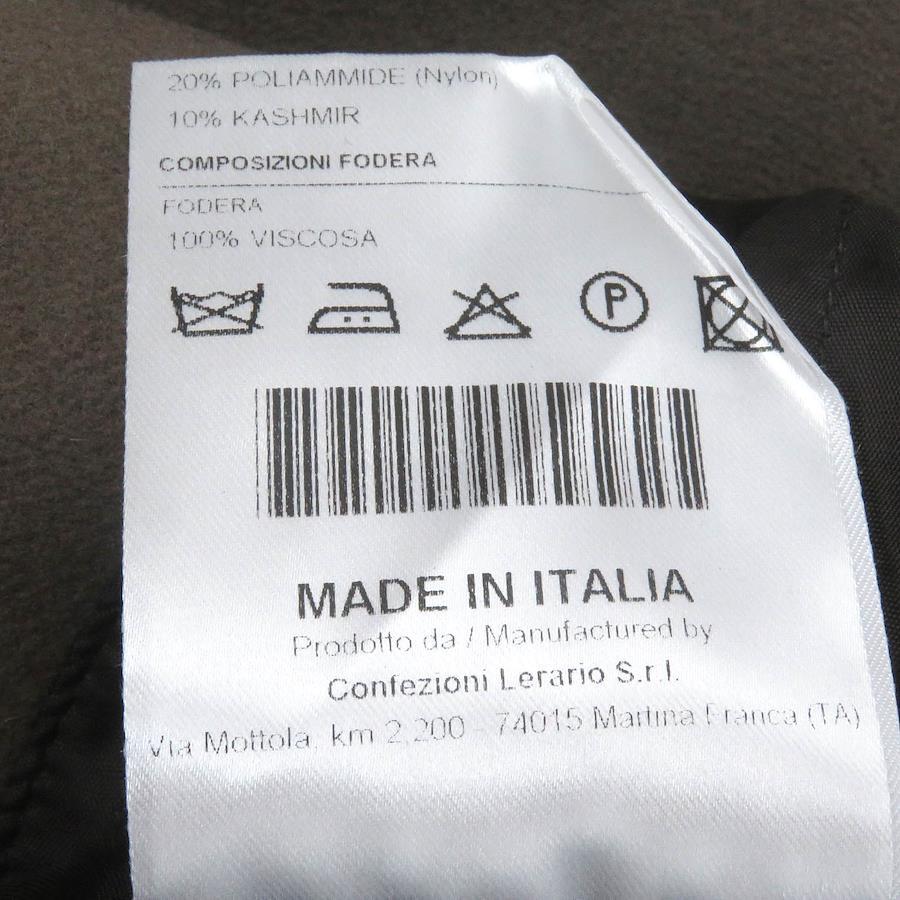 20% POLIAMMIDE (Nylon)
10% KASHMIR
COMPOSIZIONI FODERA
FODERA
100% VISCOSA
P
MADE IN ITALIA
Prodotto da / Manufactured by
Confezioni Lerario S.r.l.
Via Mottola, km 2,200 - 74015 Martina Franca (TA)